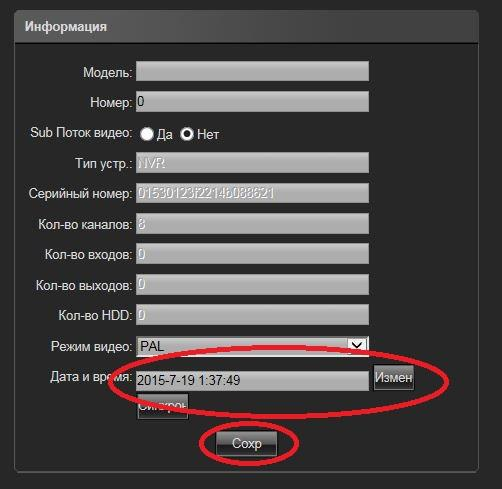 Информация
Модель:
Номер: 0
Sub Поток видео: Да Нет
Тип устр.: NVR
Серийный номер: 01530123f2214b088621
Кол-во каналов: 8
Кол-во входов: 0
Кол-во выходов: 0
Кол-во HDD: 0
Режим видео: PAL
Дата и время: 2015-7-19 1:37:49 Измен
Синхрон
Сохр